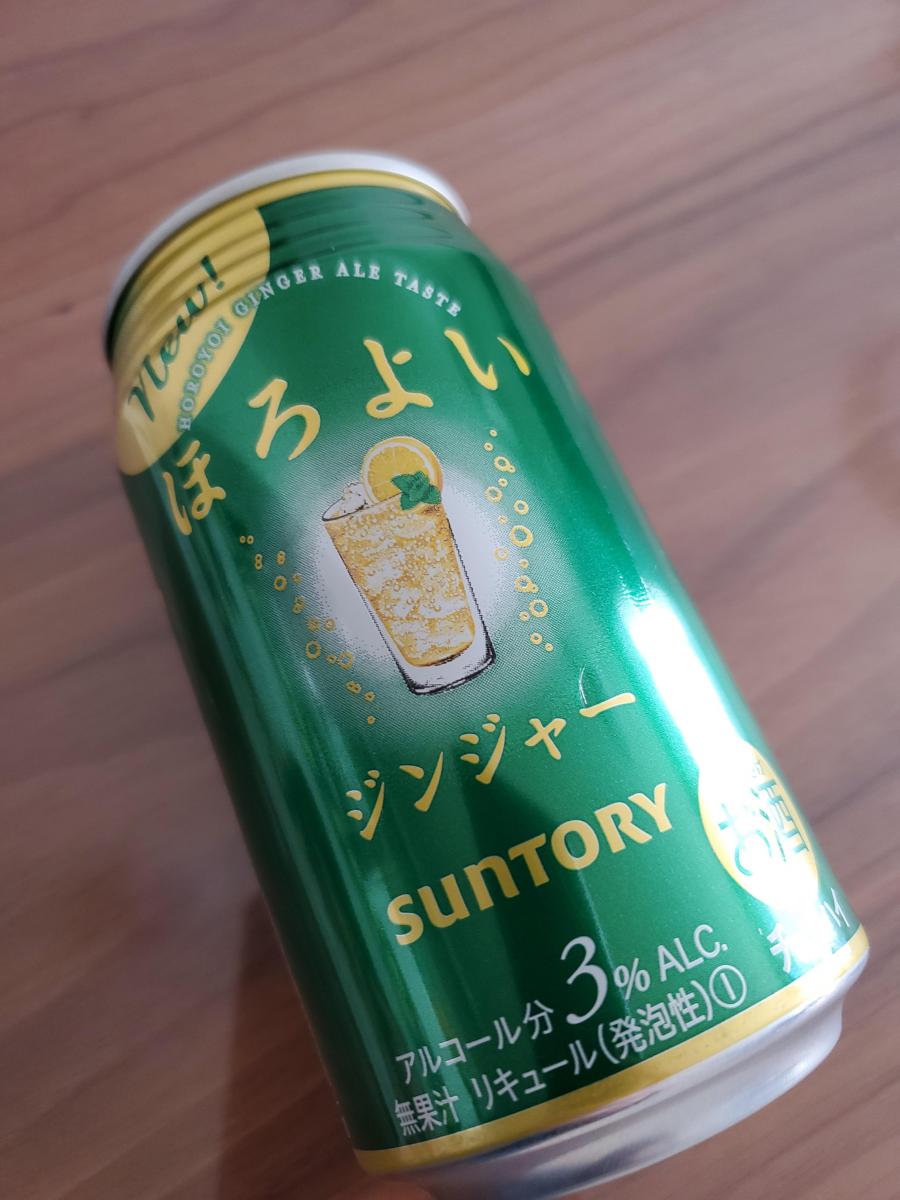 New!
HOROYOI GINGER ALE TASTE
ほろよい
ジンジャー
SUNTORY
お酒
アルコール分 3% ALC.
無果汁 リキュール(発泡性)①